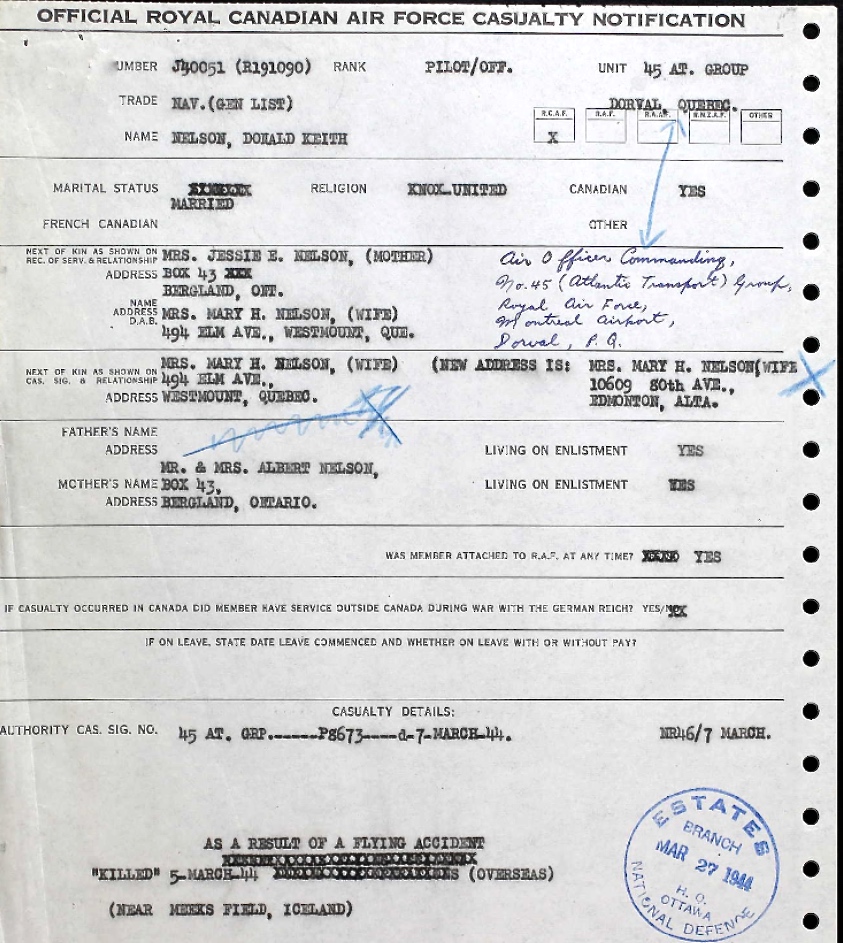 OFFICIAL ROYAL CANADIAN AIR FORCE CASUALTY NOTIFICATION
UMBER J40051 (R191090) RANK PILOT/OFF. UNIT 45 AT. GROUP
TRADE NAV.(GEN LIST) DORVAL, QUEBEC.
R.C.A.F. R.A.F. R.A.A.F. R.N.Z.A.F. OTHER
NAME NELSON, DONALD KEITH X
MARITAL STATUS RELIGION KNOX-UNITED CANADIAN YES
MARRIED
FRENCH CANADIAN OTHER
NEXT OF KIN AS SHOWN ON
REC. OF SERV. & RELATIONSHIP MRS. JESSIE E. NELSON, (MOTHER)
ADDRESS BOX 43
BERGLAND, ONT.
NAME
ADDRESS MRS. MARY H. NELSON, (WIFE)
D.A.B. 494 ELM AVE., WESTMOUNT, QUE.
Air Officer Commanding,
No. 45 (Atlantic Transport) Group,
Royal Air Force,
Montreal Airport,
Dorval, P.Q.
NEXT OF KIN AS SHOWN ON
CAS. SIG. & RELATIONSHIP
MRS. MARY H. NELSON, (WIFE) (NEW ADDRESS IS: MRS. MARY H. NELSON(WIFE
494 ELM AVE., 10609 80th AVE.,
ADDRESS WESTMOUNT, QUEBEC. EDMONTON, ALTA.
FATHER'S NAME
ADDRESS LIVING ON ENLISTMENT YES
MR. & MRS. ALBERT NELSON,
MOTHER'S NAME BOX 43, LIVING ON ENLISTMENT YES
ADDRESS BERGLAND, ONTARIO.
WAS MEMBER ATTACHED TO R.A.F. AT ANY TIME? YES
IF CASUALTY OCCURRED IN CANADA DID MEMBER HAVE SERVICE OUTSIDE CANADA DURING WAR WITH THE GERMAN REICH? YES/
IF ON LEAVE, STATE DATE LEAVE COMMENCED AND WHETHER ON LEAVE WITH OR WITHOUT PAY?
CASUALTY DETAILS:
AUTHORITY CAS. SIG. NO. 45 AT. GRP.------P8673----d-7-MARCH-44. NR46/7 MARCH.
AS A RESULT OF A FLYING ACCIDENT
"KILLED" 5-MARCH-44 (OVERSEAS)
(NEAR MEEKS FIELD, ICELAND)
ESTATES
BRANCH
MAR 27 1944
H. Q.
OTTAWA
NATIONAL DEFENCE